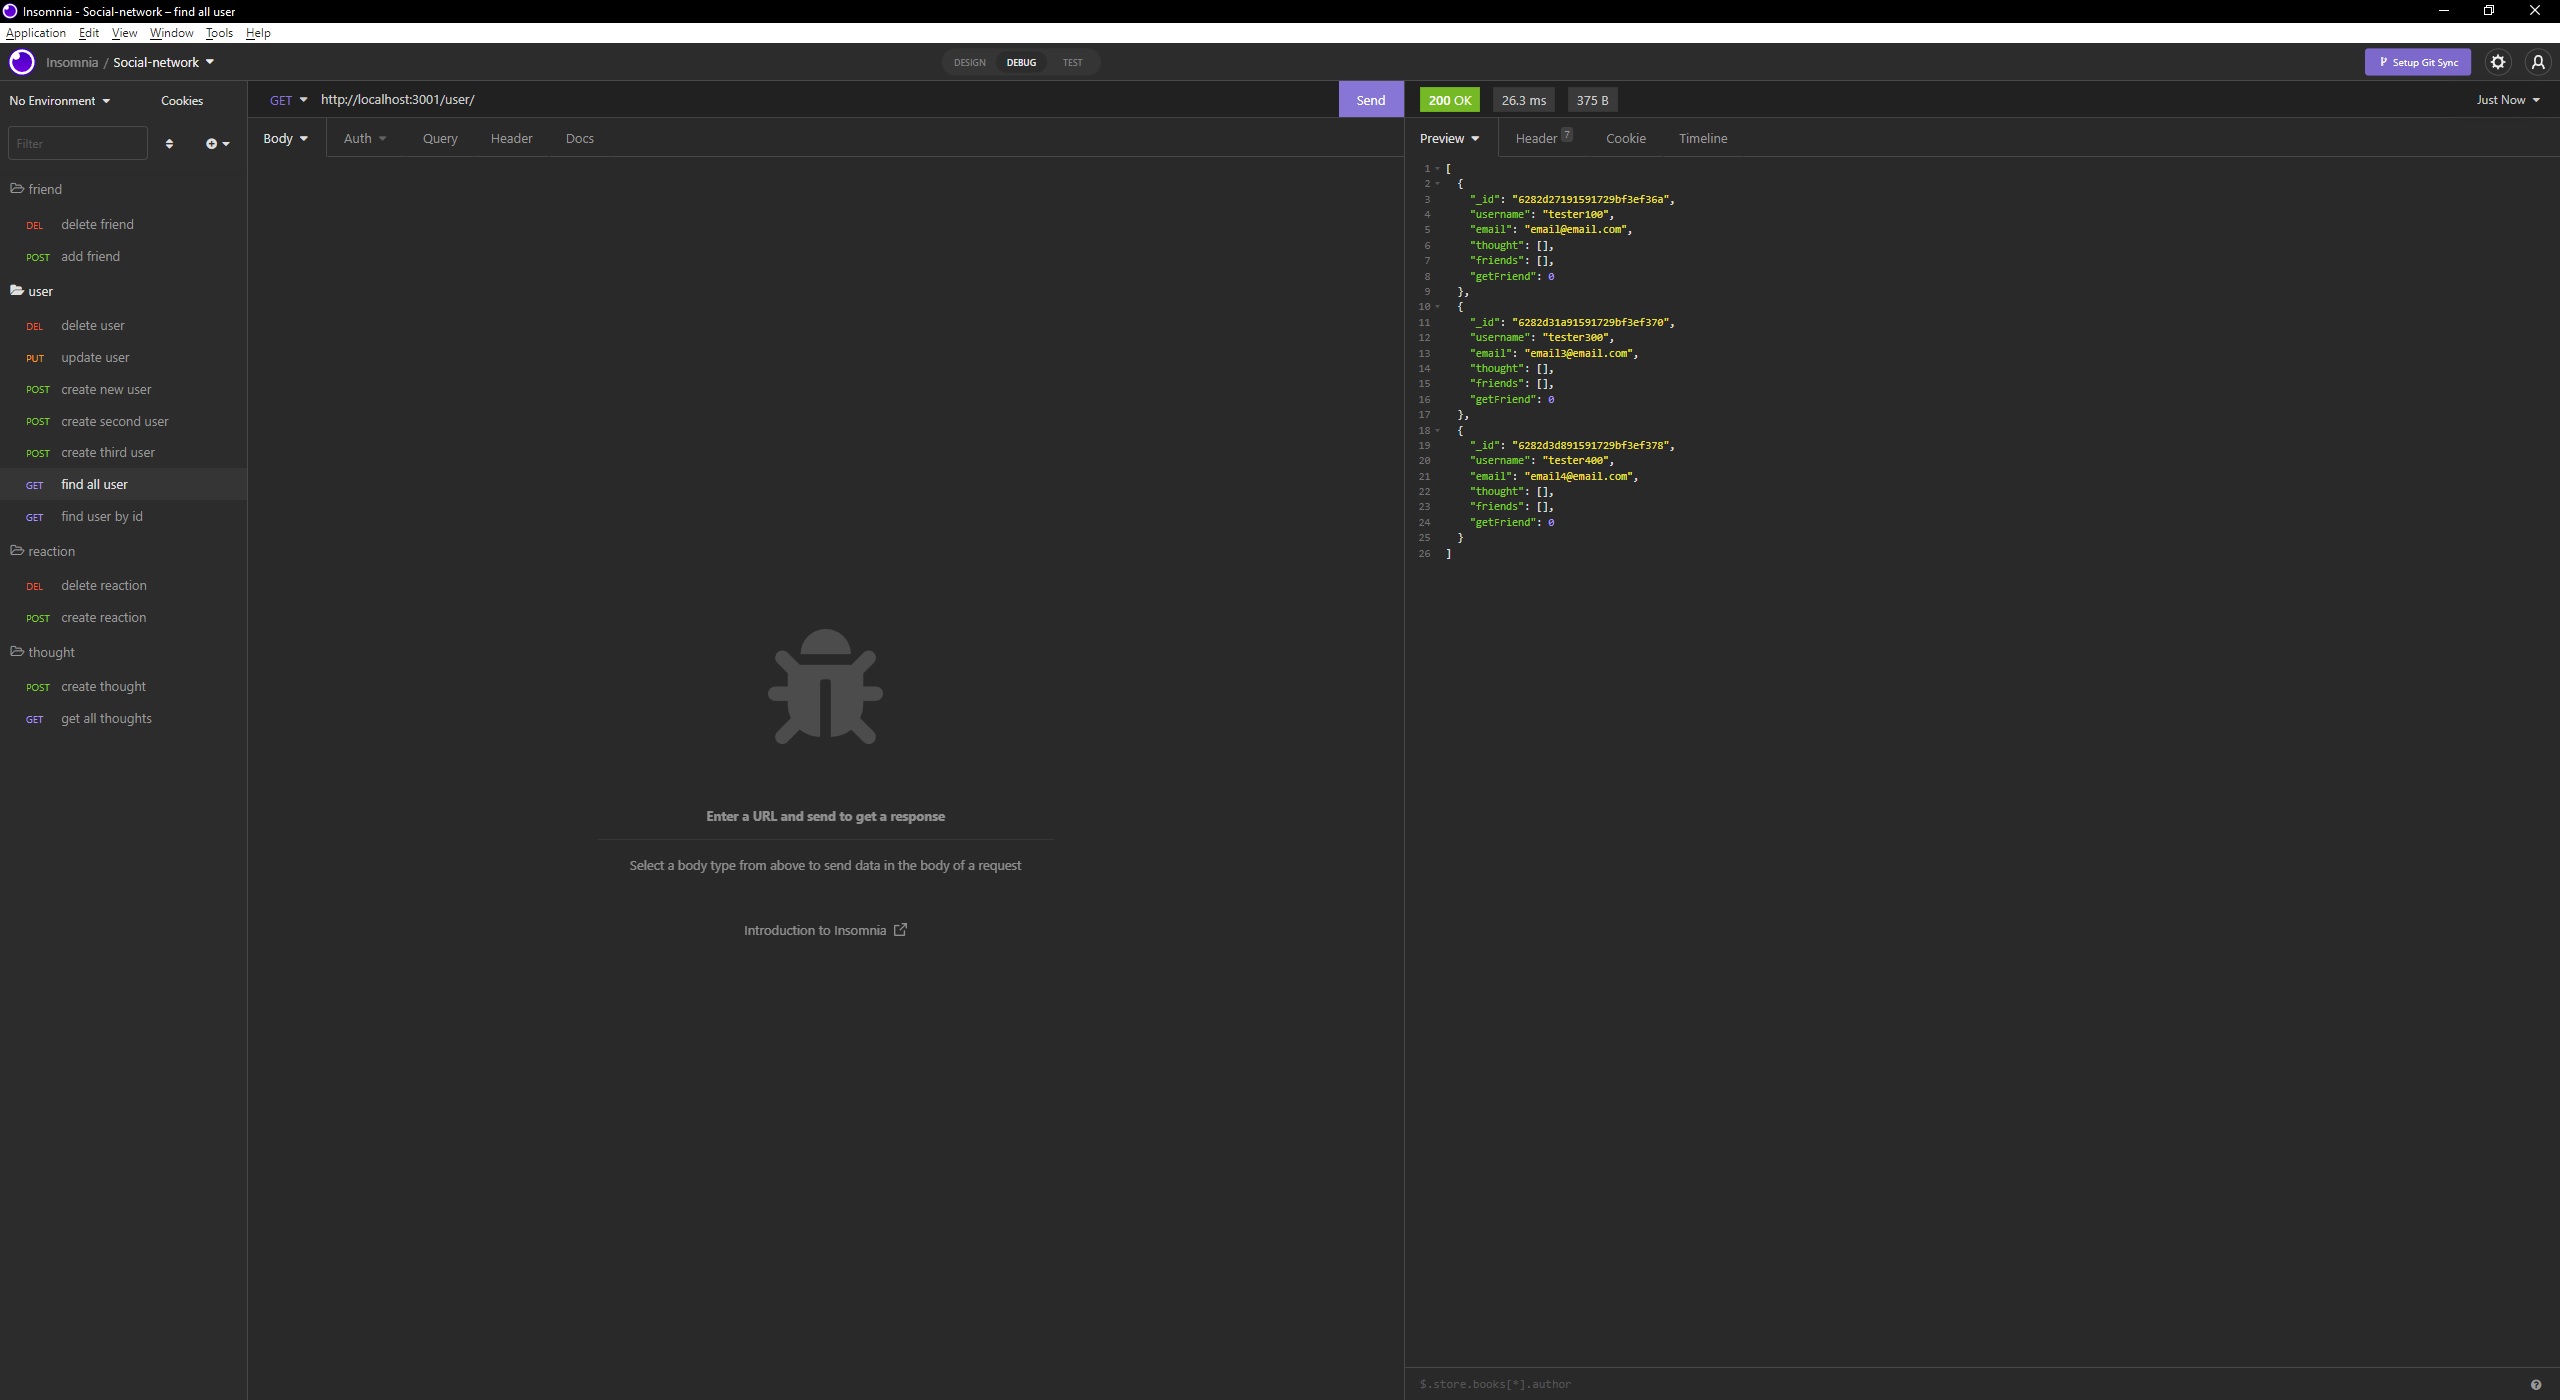 Insomnia - Social-network – find all user
Application Edit View Window Tools Help
Insomnia / Social-network
DESIGN DEBUG TEST
Setup Git Sync
No Environment Cookies
GET http://localhost:3001/user/ Send
200 OK 26.3 ms 375 B Just Now
Filter
Body Auth Query Header Docs
Preview Header 7 Cookie Timeline
friend
DEL delete friend
POST add friend
user
DEL delete user
PUT update user
POST create new user
POST create second user
POST create third user
GET find all user
GET find user by id
reaction
DEL delete reaction
POST create reaction
thought
POST create thought
GET get all thoughts
Enter a URL and send to get a response
Select a body type from above to send data in the body of a request
Introduction to Insomnia
1 [
2 {
3 "_id": "6282d27191591729bf3ef36a",
4 "username": "tester100",
5 "email": "email@email.com",
6 "thought": [],
7 "friends": [],
8 "getFriend": 0
9 },
10 {
11 "_id": "6282d31a91591729bf3ef370",
12 "username": "tester300",
13 "email": "email3@email.com",
14 "thought": [],
15 "friends": [],
16 "getFriend": 0
17 },
18 {
19 "_id": "6282d3d891591729bf3ef378",
20 "username": "tester400",
21 "email": "email4@email.com",
22 "thought": [],
23 "friends": [],
24 "getFriend": 0
25 }
26 ]
$.store.books[*].author